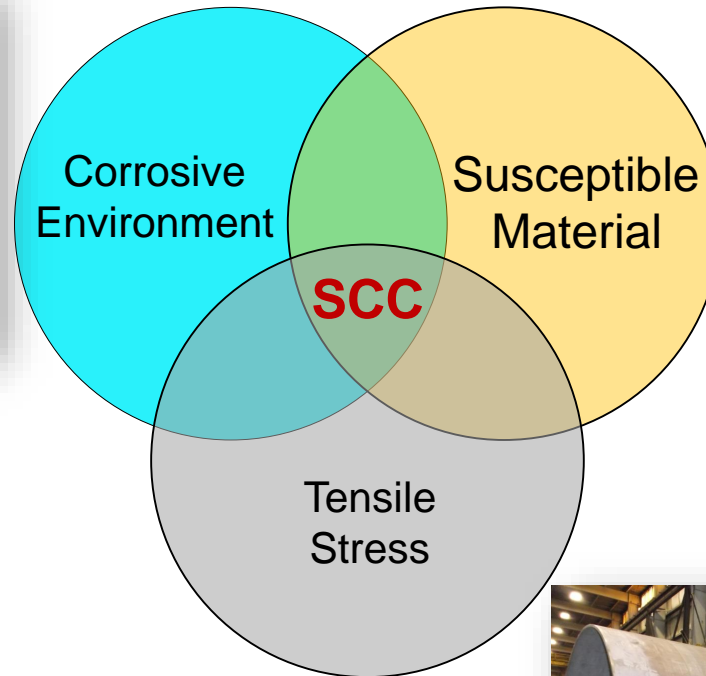 Corrosive
Environment
Susceptible
Material
SCC
Tensile
Stress